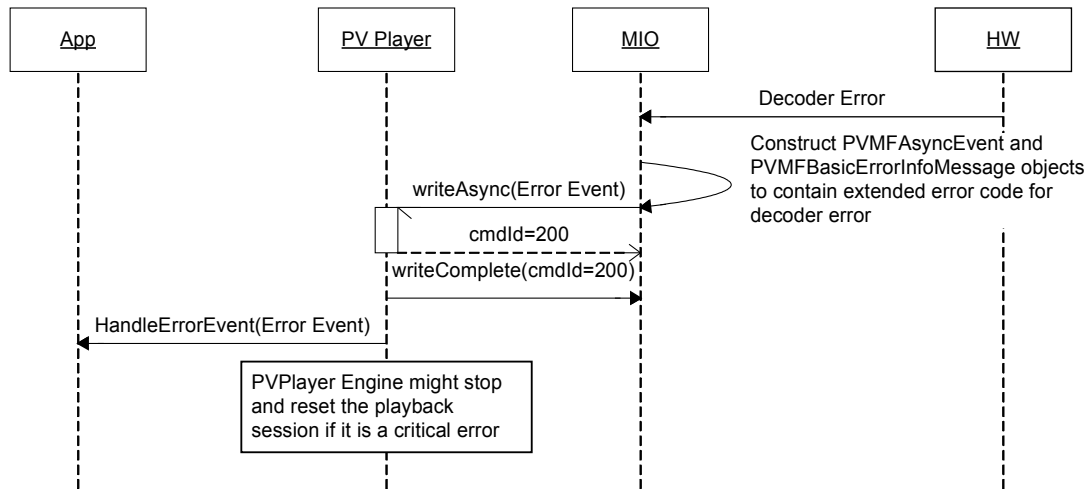 App
PV Player
MIO
HW
Decoder Error
Construct PVMFAsyncEvent and
PVMFBasicErrorInfoMessage objects
to contain extended error code for
decoder error
writeAsync(Error Event)
cmdId=200
writeComplete(cmdId=200)
HandleErrorEvent(Error Event)
PVPlayer Engine might stop
and reset the playback
session if it is a critical error